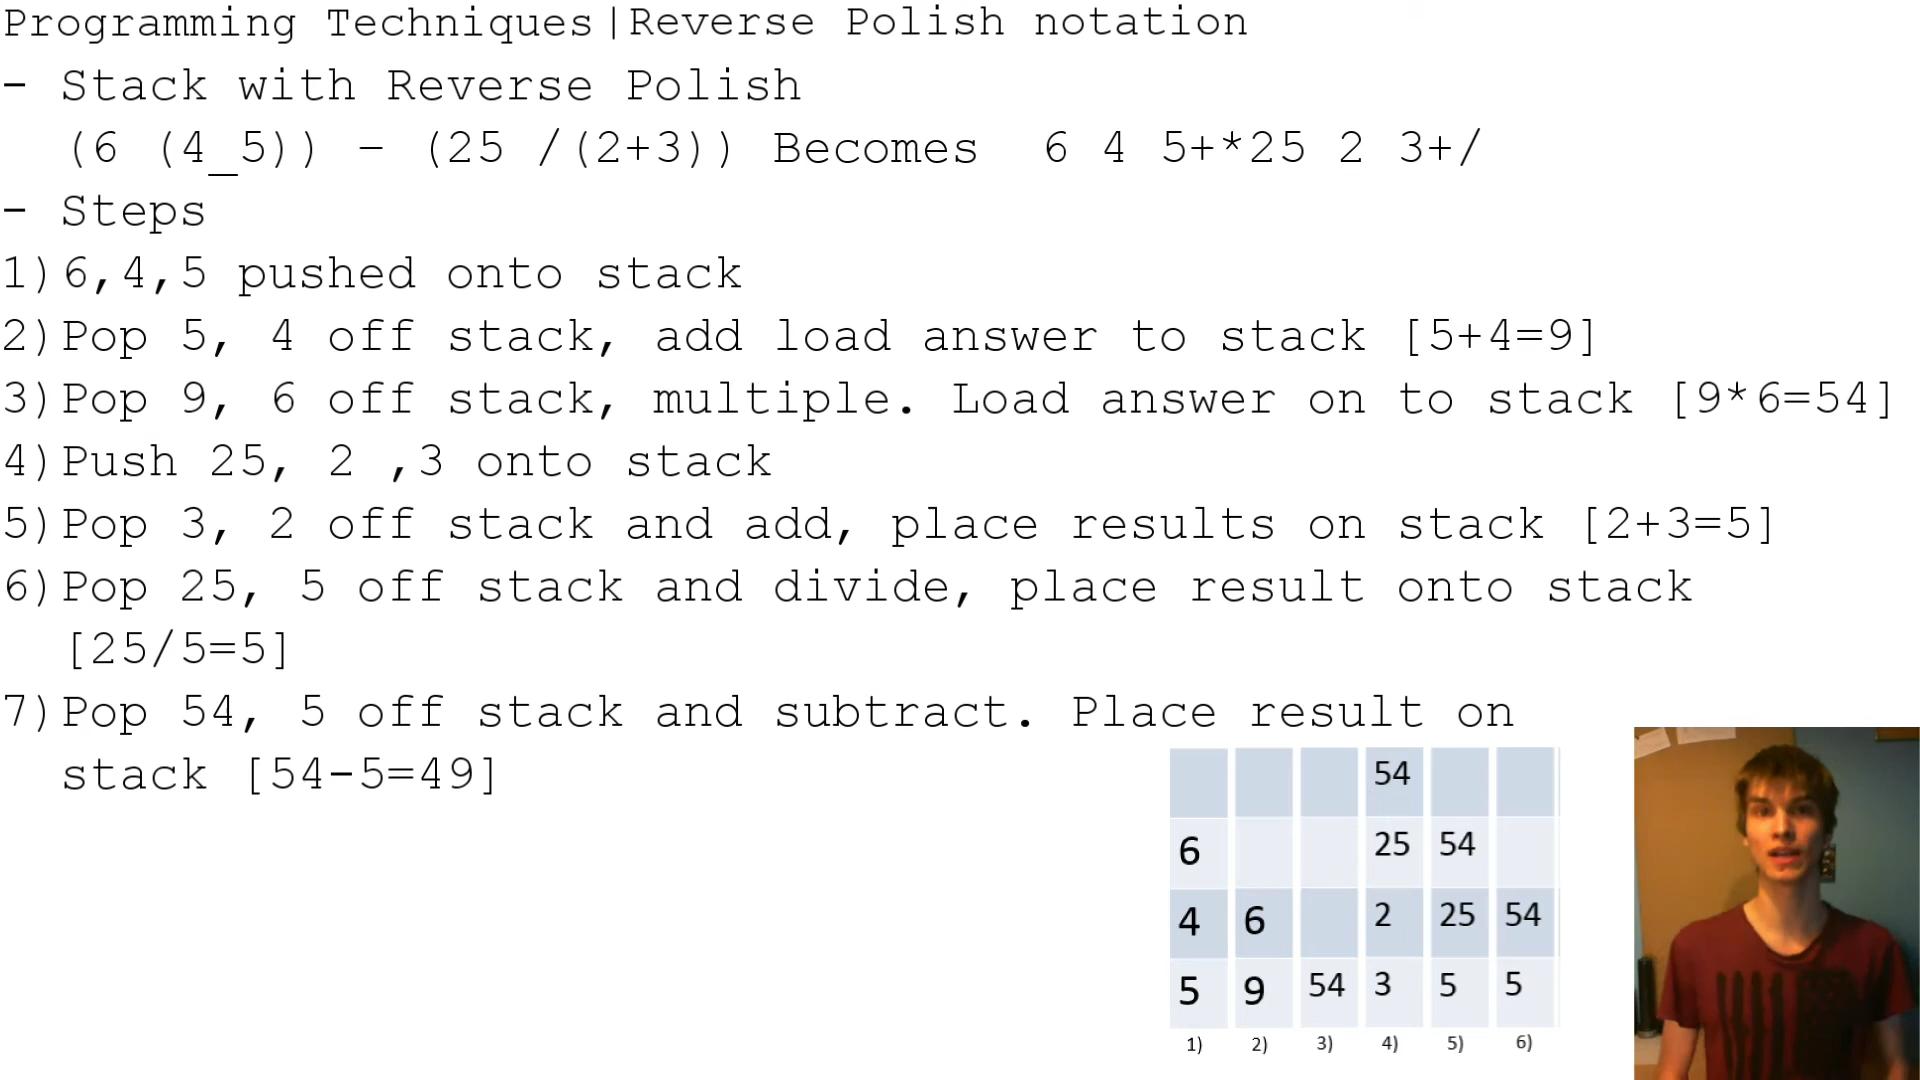 Programming Techniques|Reverse Polish notation
- Stack with Reverse Polish
(6 (4_5)) – (25 /(2+3)) Becomes 6 4 5+*25 2 3+/
- Steps
1)6,4,5 pushed onto stack
2)Pop 5, 4 off stack, add load answer to stack [5+4=9]
3)Pop 9, 6 off stack, multiple. Load answer on to stack [9*6=54]
4)Push 25, 2 ,3 onto stack
5)Pop 3, 2 off stack and add, place results on stack [2+3=5]
6)Pop 25, 5 off stack and divide, place result onto stack
[25/5=5]
7)Pop 54, 5 off stack and subtract. Place result on
stack [54-5=49]
54
6 25 54
4 6 2 25 54
5 9 54 3 5 5
1) 2) 3) 4) 5) 6)